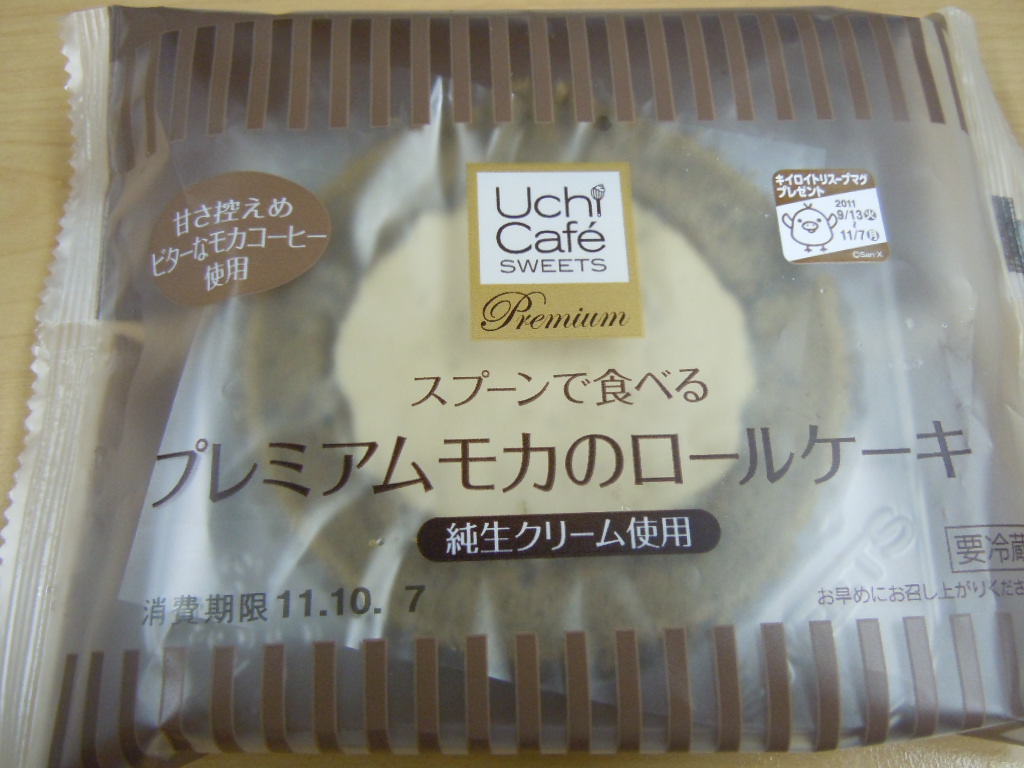 甘さ控えめ
ビターなモカコーヒー
使用
Uchi
Café
SWEETS
Premium
キイロイトリスープマグ
プレゼント
2011
9/13火
11/7月
©San-X
スプーンで食べる
プレミアムモカのロールケーキ
純生クリーム使用
要冷蔵
お早めにお召し上がりくださ
消費期限 11.10. 7